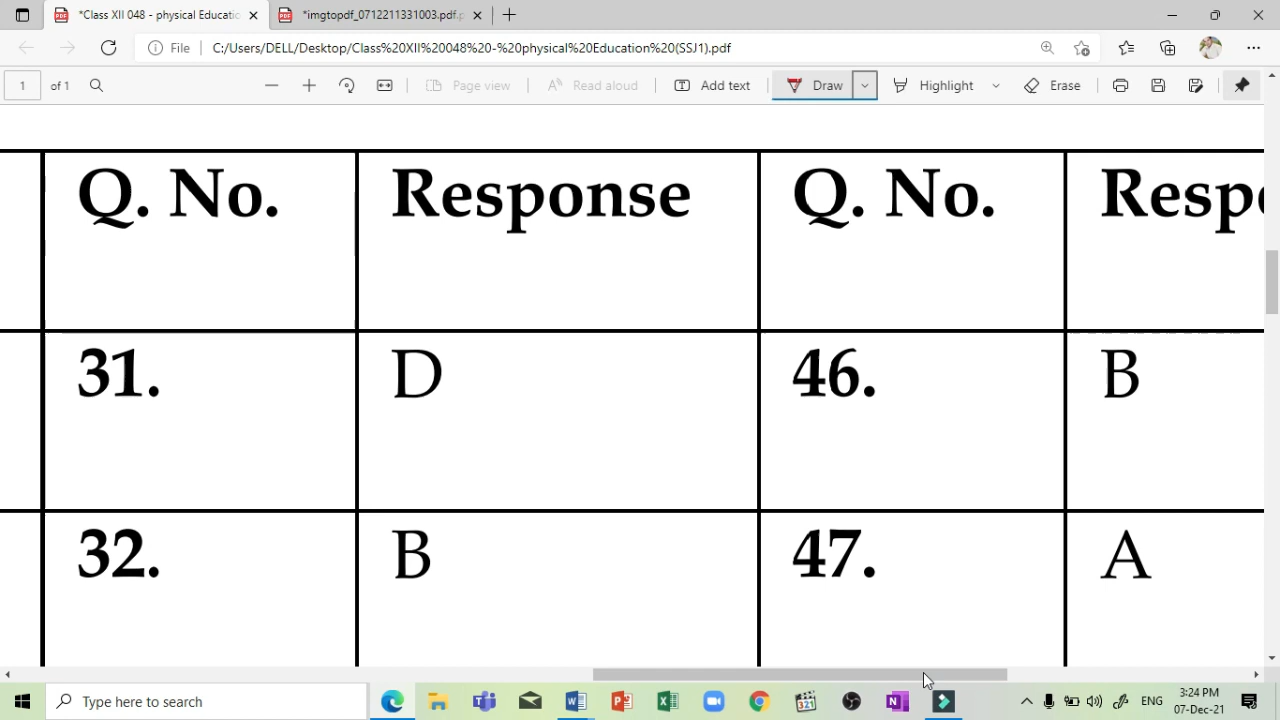 *Class XII 048 - physical Educatio
*imgtopdf_0712211331003.pdf.p
File
C:/Users/DELL/Desktop/Class%20XII%20048%20-%20physical%20Education%20(SSJ1).pdf
1 of 1
Page view
Read aloud
Add text
Draw
Highlight
Erase
Q. No. Response Q. No. Respo
31. D 46. B
32. B 47. A
Type here to search
ENG
3:24 PM
07-Dec-21